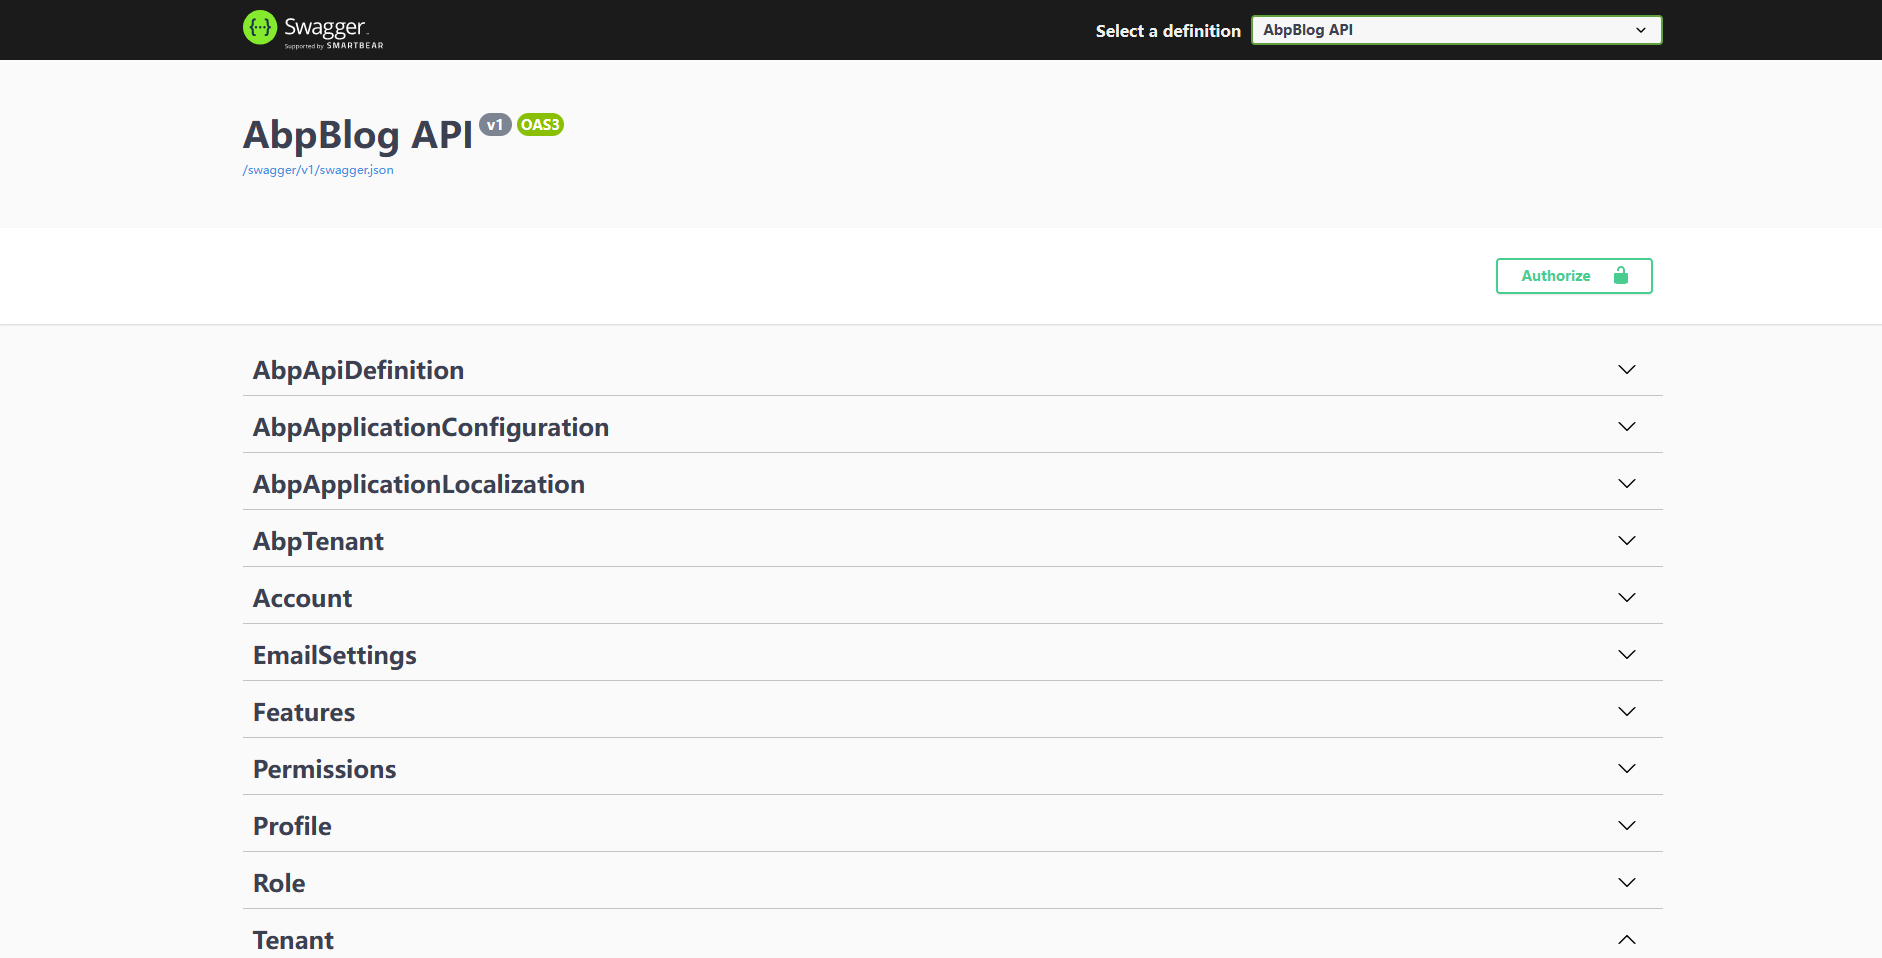 Swagger
Supported by SMARTBEAR
Select a definition
AbpBlog API
AbpBlog API v1 OAS3
/swagger/v1/swagger.json
Authorize
AbpApiDefinition
AbpApplicationConfiguration
AbpApplicationLocalization
AbpTenant
Account
EmailSettings
Features
Permissions
Profile
Role
Tenant